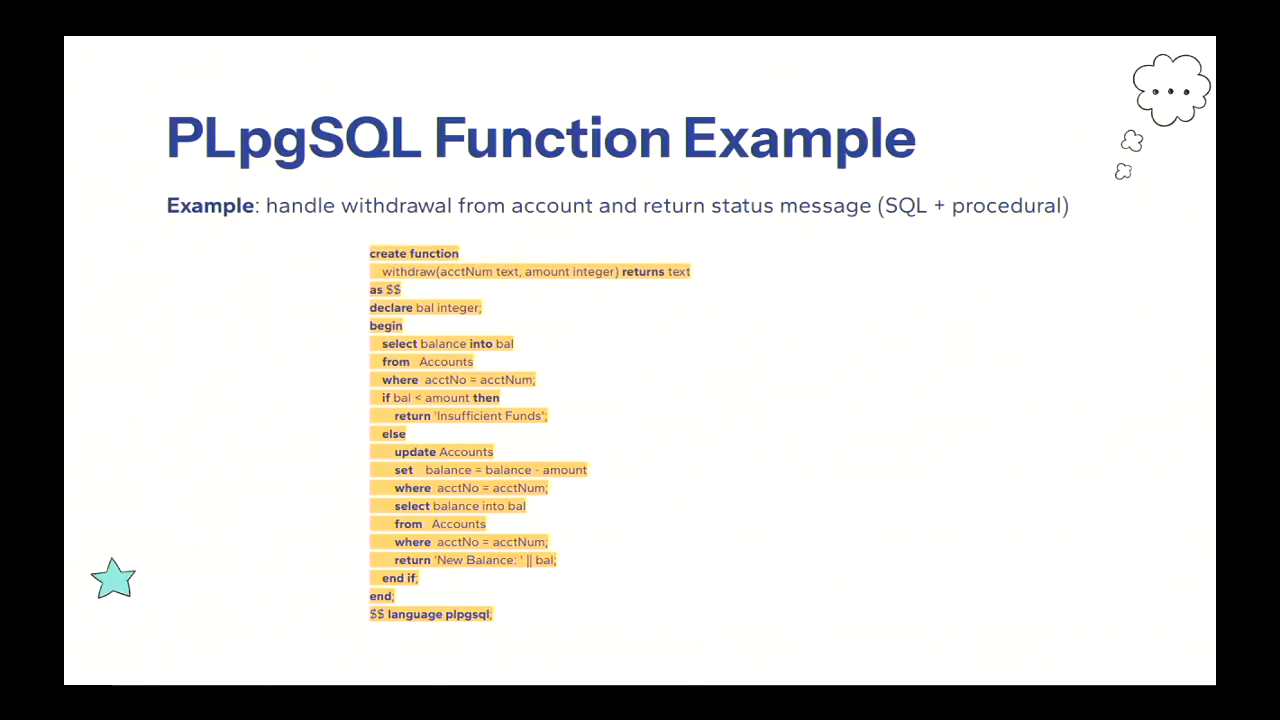 PLpgSQL Function Example
Example: handle withdrawal from account and return status message (SQL + procedural)
create function
withdraw(acctNum text, amount integer) returns text
as $$
declare bal integer;
begin
select balance into bal
from Accounts
where acctNo = acctNum;
if bal < amount then
return 'Insufficient Funds';
else
update Accounts
set balance = balance - amount
where acctNo = acctNum;
select balance into bal
from Accounts
where acctNo = acctNum;
return 'New Balance: ' || bal;
end if;
end;
$$ language plpgsql;